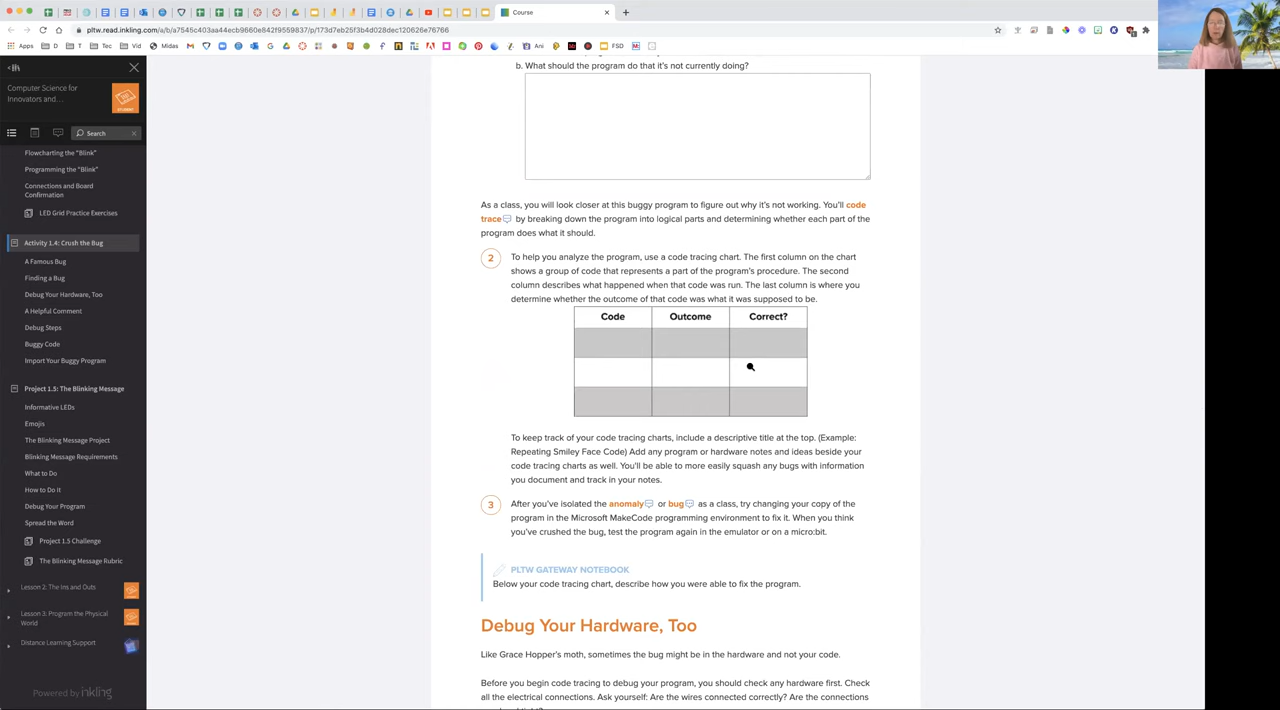 Course
pltw.read.inkling.com/a/b/a7545c403aa44ecb9660e842f9559837/p/173d7eb25f3b4d028dec120626e76766
Apps
D
T
Tec
Vid
Midas
Ani
FSD
Computer Science for
Innovators and…
STUDENT
Search
Flowcharting the "Blink"
Programming the "Blink"
Connections and Board
Confirmation
LED Grid Practice Exercises
Activity 1.4: Crush the Bug
A Famous Bug
Finding a Bug
Debug Your Hardware, Too
A Helpful Comment
Debug Steps
Buggy Code
Import Your Buggy Program
Project 1.5: The Blinking Message
Informative LEDs
Emojis
The Blinking Message Project
Blinking Message Requirements
What to Do
How to Do it
Debug Your Program
Spread the Word
Project 1.5 Challenge
The Blinking Message Rubric
Lesson 2: The Ins and Outs
Lesson 3: Program the Physical
World
Distance Learning Support
Powered by inkling
b. What should the program do that it's not currently doing?
As a class, you will look closer at this buggy program to figure out why it's not working. You'll code
trace by breaking down the program into logical parts and determining whether each part of the
program does what it should.
2
To help you analyze the program, use a code tracing chart. The first column on the chart
shows a group of code that represents a part of the program's procedure. The second
column describes what happened when that code was run. The last column is where you
determine whether the outcome of that code was what it was supposed to be.
Code Outcome Correct?
To keep track of your code tracing charts, include a descriptive title at the top. (Example:
Repeating Smiley Face Code) Add any program or hardware notes and ideas beside your
code tracing charts as well. You'll be able to more easily squash any bugs with information
you document and track in your notes.
3
After you've isolated the anomaly or bug as a class, try changing your copy of the
program in the Microsoft MakeCode programming environment to fix it. When you think
you've crushed the bug, test the program again in the emulator or on a micro:bit.
PLTW GATEWAY NOTEBOOK
Below your code tracing chart, describe how you were able to fix the program.
Debug Your Hardware, Too
Like Grace Hopper's moth, sometimes the bug might be in the hardware and not your code.
Before you begin code tracing to debug your program, you should check any hardware first. Check
all the electrical connections. Ask yourself: Are the wires connected correctly? Are the connections